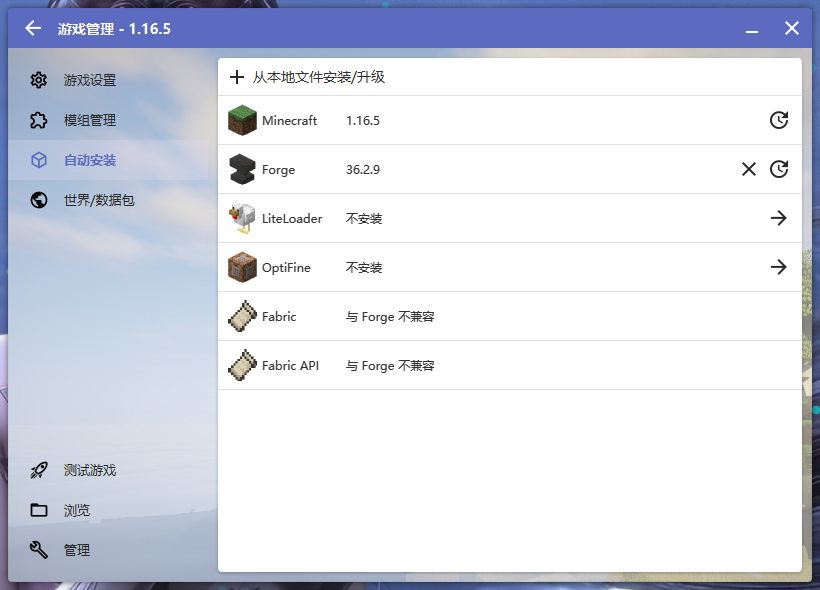 游戏管理 - 1.16.5
游戏设置
模组管理
自动安装
世界/数据包
测试游戏
浏览
管理
从本地文件安装/升级
Minecraft 1.16.5
Forge 36.2.9
LiteLoader 不安装
OptiFine 不安装
Fabric 与 Forge 不兼容
Fabric API 与 Forge 不兼容